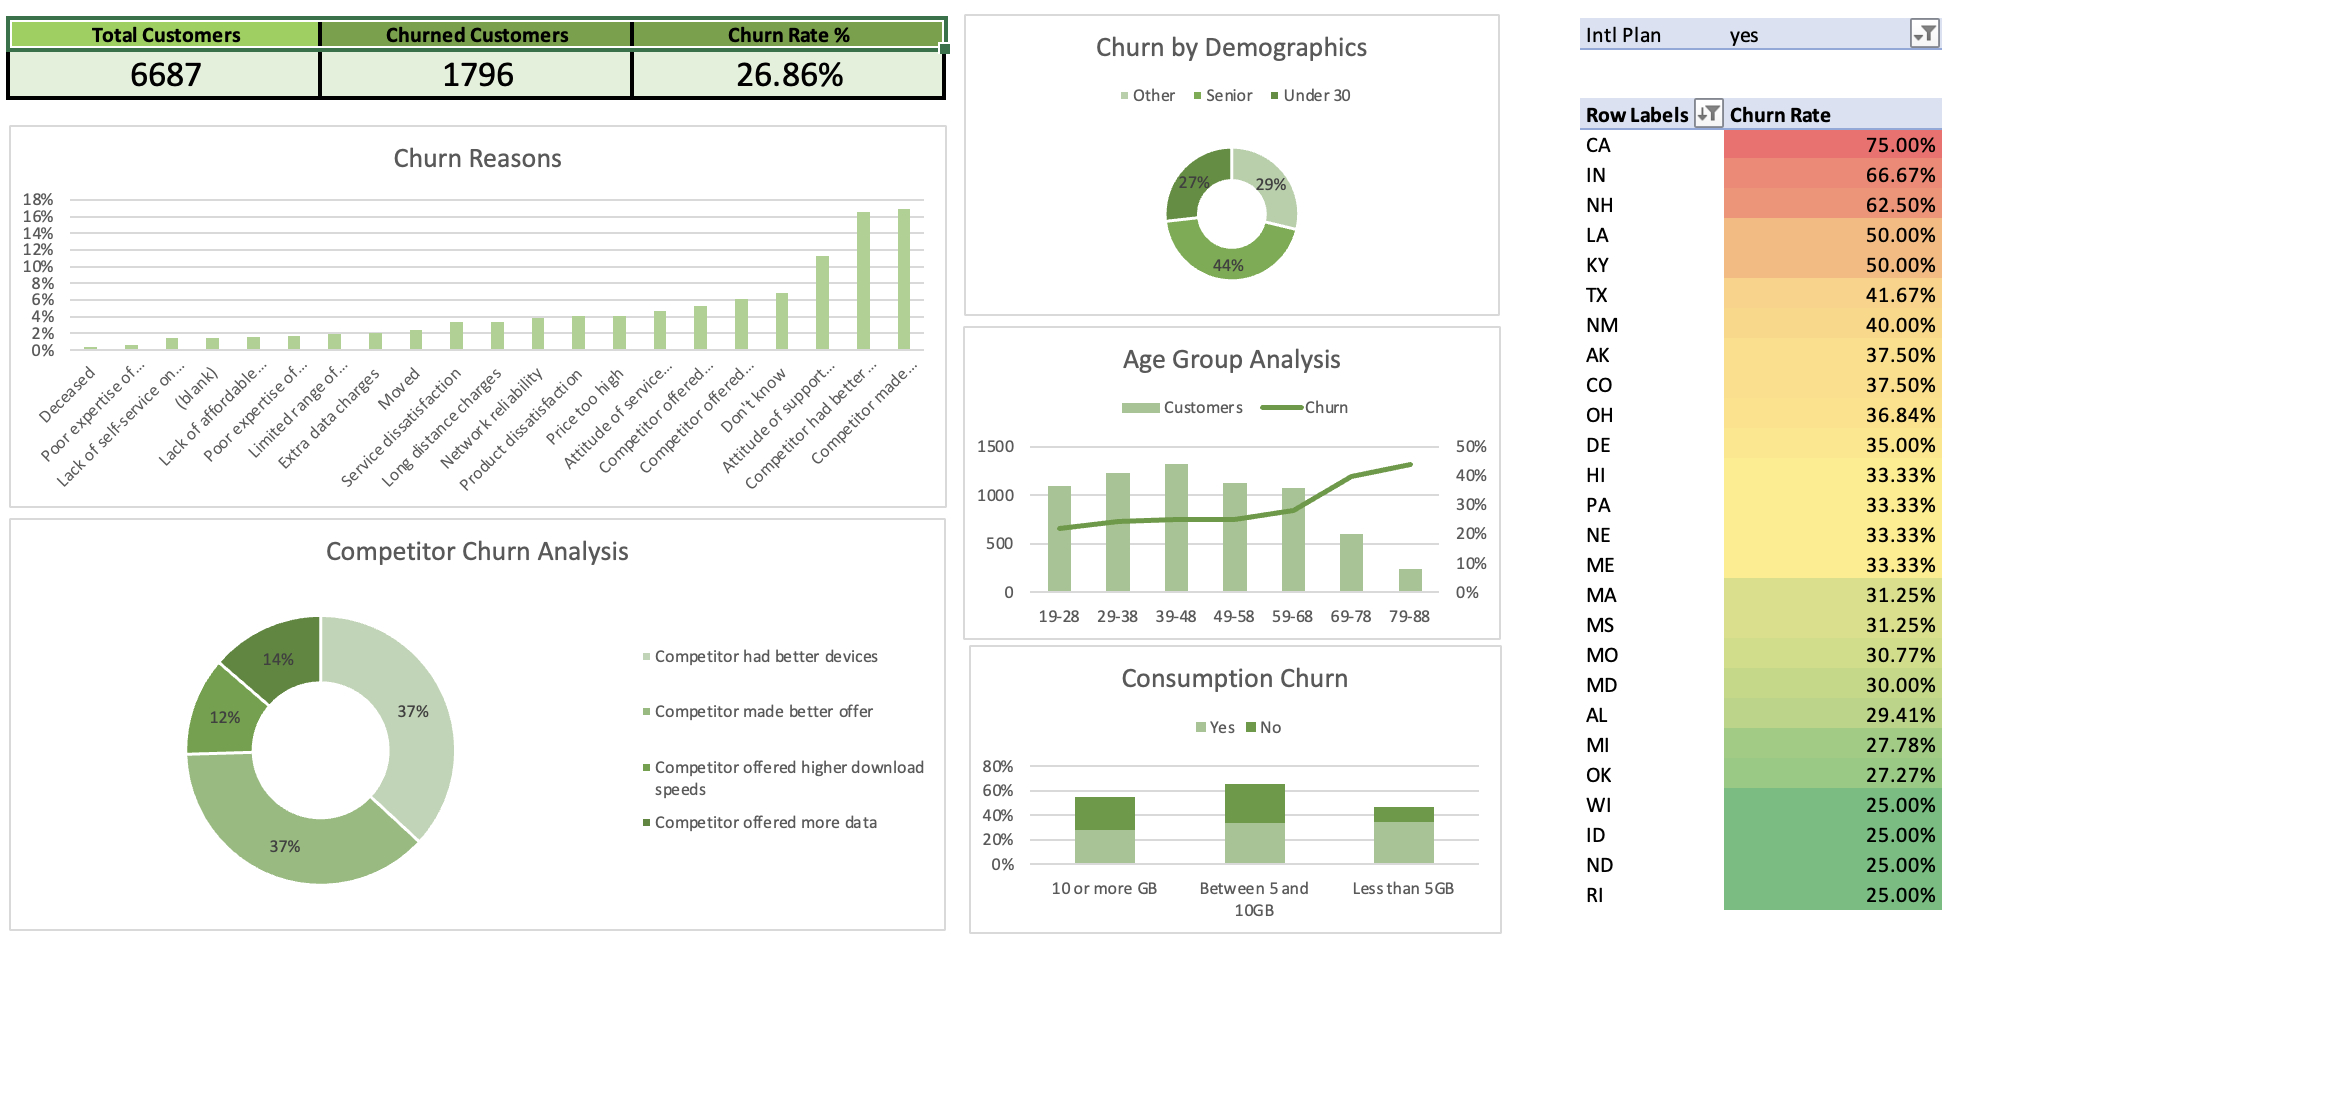 Total Customers Churned Customers Churn Rate %
6687 1796 26.86%
Churn Reasons
18%
16%
14%
12%
10%
8%
6%
4%
2%
0%
Deceased
Poor expertise of...
Lack of self-service on...
(blank)
Lack of affordable...
Poor expertise of...
Limited range of...
Extra data charges
Moved
Service dissatisfaction
Long distance charges
Network reliability
Product dissatisfaction
Price too high
Attitude of service...
Competitor offered...
Competitor offered...
Don't know
Attitude of support...
Competitor had better...
Competitor made...
Competitor Churn Analysis
14%
37%
12%
37%
Competitor had better devices
Competitor made better offer
Competitor offered higher download
speeds
Competitor offered more data
Churn by Demographics
Other Senior Under 30
27% 29%
44%
Age Group Analysis
Customers Churn
1500
1000
500
0
50%
40%
30%
20%
10%
0%
19-28 29-38 39-48 49-58 59-68 69-78 79-88
Consumption Churn
Yes No
80%
60%
40%
20%
0%
10 or more GB Between 5 and Less than 5GB
10GB
Intl Plan yes
Row Labels Churn Rate
CA 75.00%
IN 66.67%
NH 62.50%
LA 50.00%
KY 50.00%
TX 41.67%
NM 40.00%
AK 37.50%
CO 37.50%
OH 36.84%
DE 35.00%
HI 33.33%
PA 33.33%
NE 33.33%
ME 33.33%
MA 31.25%
MS 31.25%
MO 30.77%
MD 30.00%
AL 29.41%
MI 27.78%
OK 27.27%
WI 25.00%
ID 25.00%
ND 25.00%
RI 25.00%